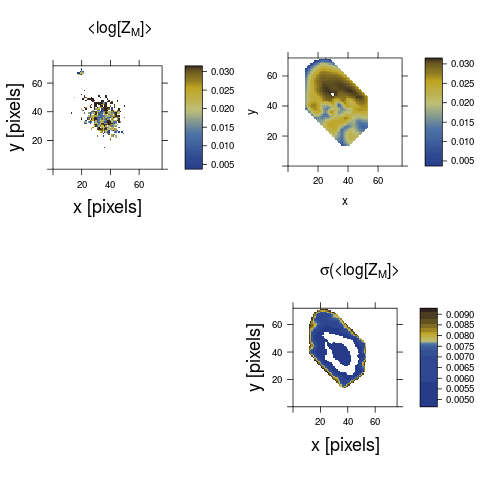 <log[Z_M]>
0.030
0.025
0.020
0.015
0.010
0.005
60
40
20
20 40 60
x [pixels]
y [pixels]
0.030
0.025
0.020
0.015
0.010
0.005
60
40
20
20 40 60
x
y
σ(<log[Z_M]>
0.0090
0.0085
0.0080
0.0075
0.0070
0.0065
0.0060
0.0055
0.0050
60
40
20
20 40 60
x [pixels]
y [pixels]